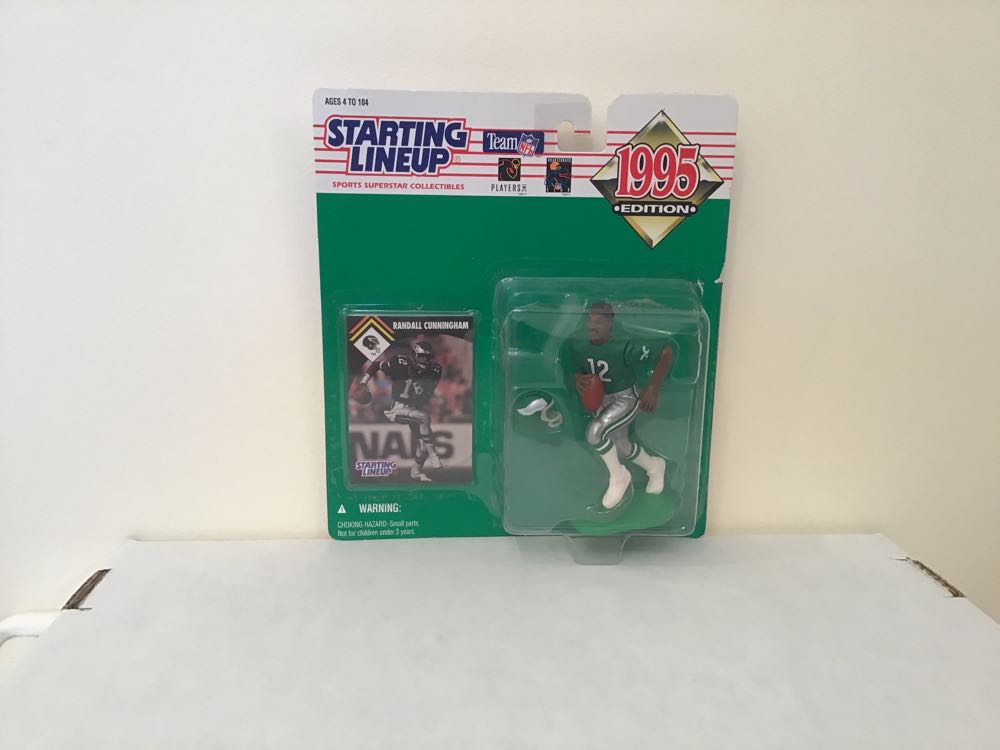 AGES 4 TO 104
STARTING
LINEUP®
Team NFL
SPORTS SUPERSTAR COLLECTIBLES
PLAYERS
1995
•EDITION•
RANDALL CUNNINGHAM
12
12
NALS
STARTING
LINEUP
WARNING:
CHOKING HAZARD-Small parts
Not for children under 3 years.